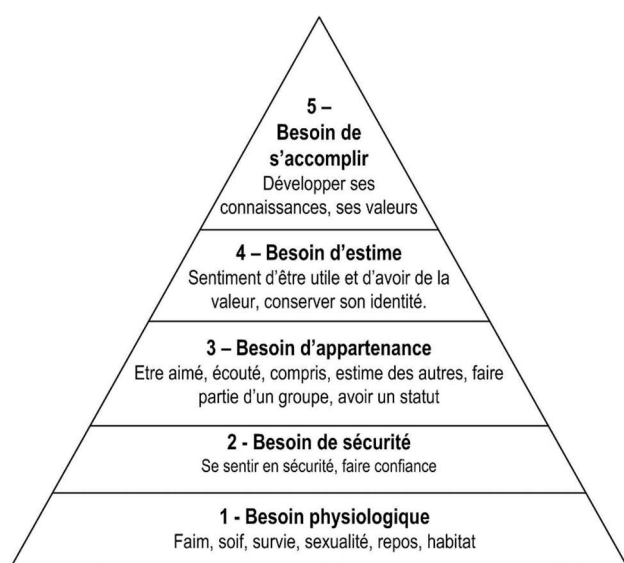 5 –
Besoin de
s’accomplir
Développer ses
connaissances, ses valeurs
4 – Besoin d’estime
Sentiment d’être utile et d’avoir de la
valeur, conserver son identité.
3 – Besoin d’appartenance
Etre aimé, écouté, compris, estime des autres, faire
partie d’un groupe, avoir un statut
2 - Besoin de sécurité
Se sentir en sécurité, faire confiance
1 - Besoin physiologique
Faim, soif, survie, sexualité, repos, habitat